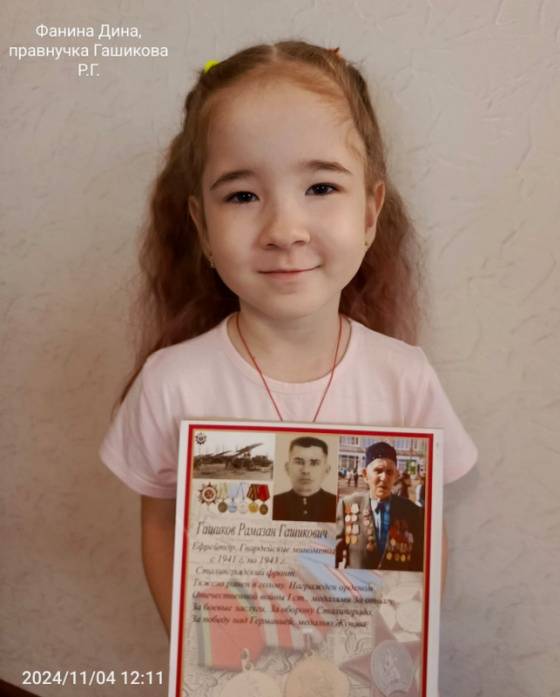 Фанина Дина,
правнучка Гашикова
Р.Г.
Гашиков Рамазан Гашикович
Ефрейтор, Гвардейские миномёты
с 1941 г. по 1943 г.
Сталинградский фронт.
Тяжело ранен в голову. Награжден орденом
Отечественной войны I ст., медалями За отвагу,
За боевые заслуги, За оборону Сталинграда,
За победу над Германией, медалью Жукова
2024/11/04 12:11